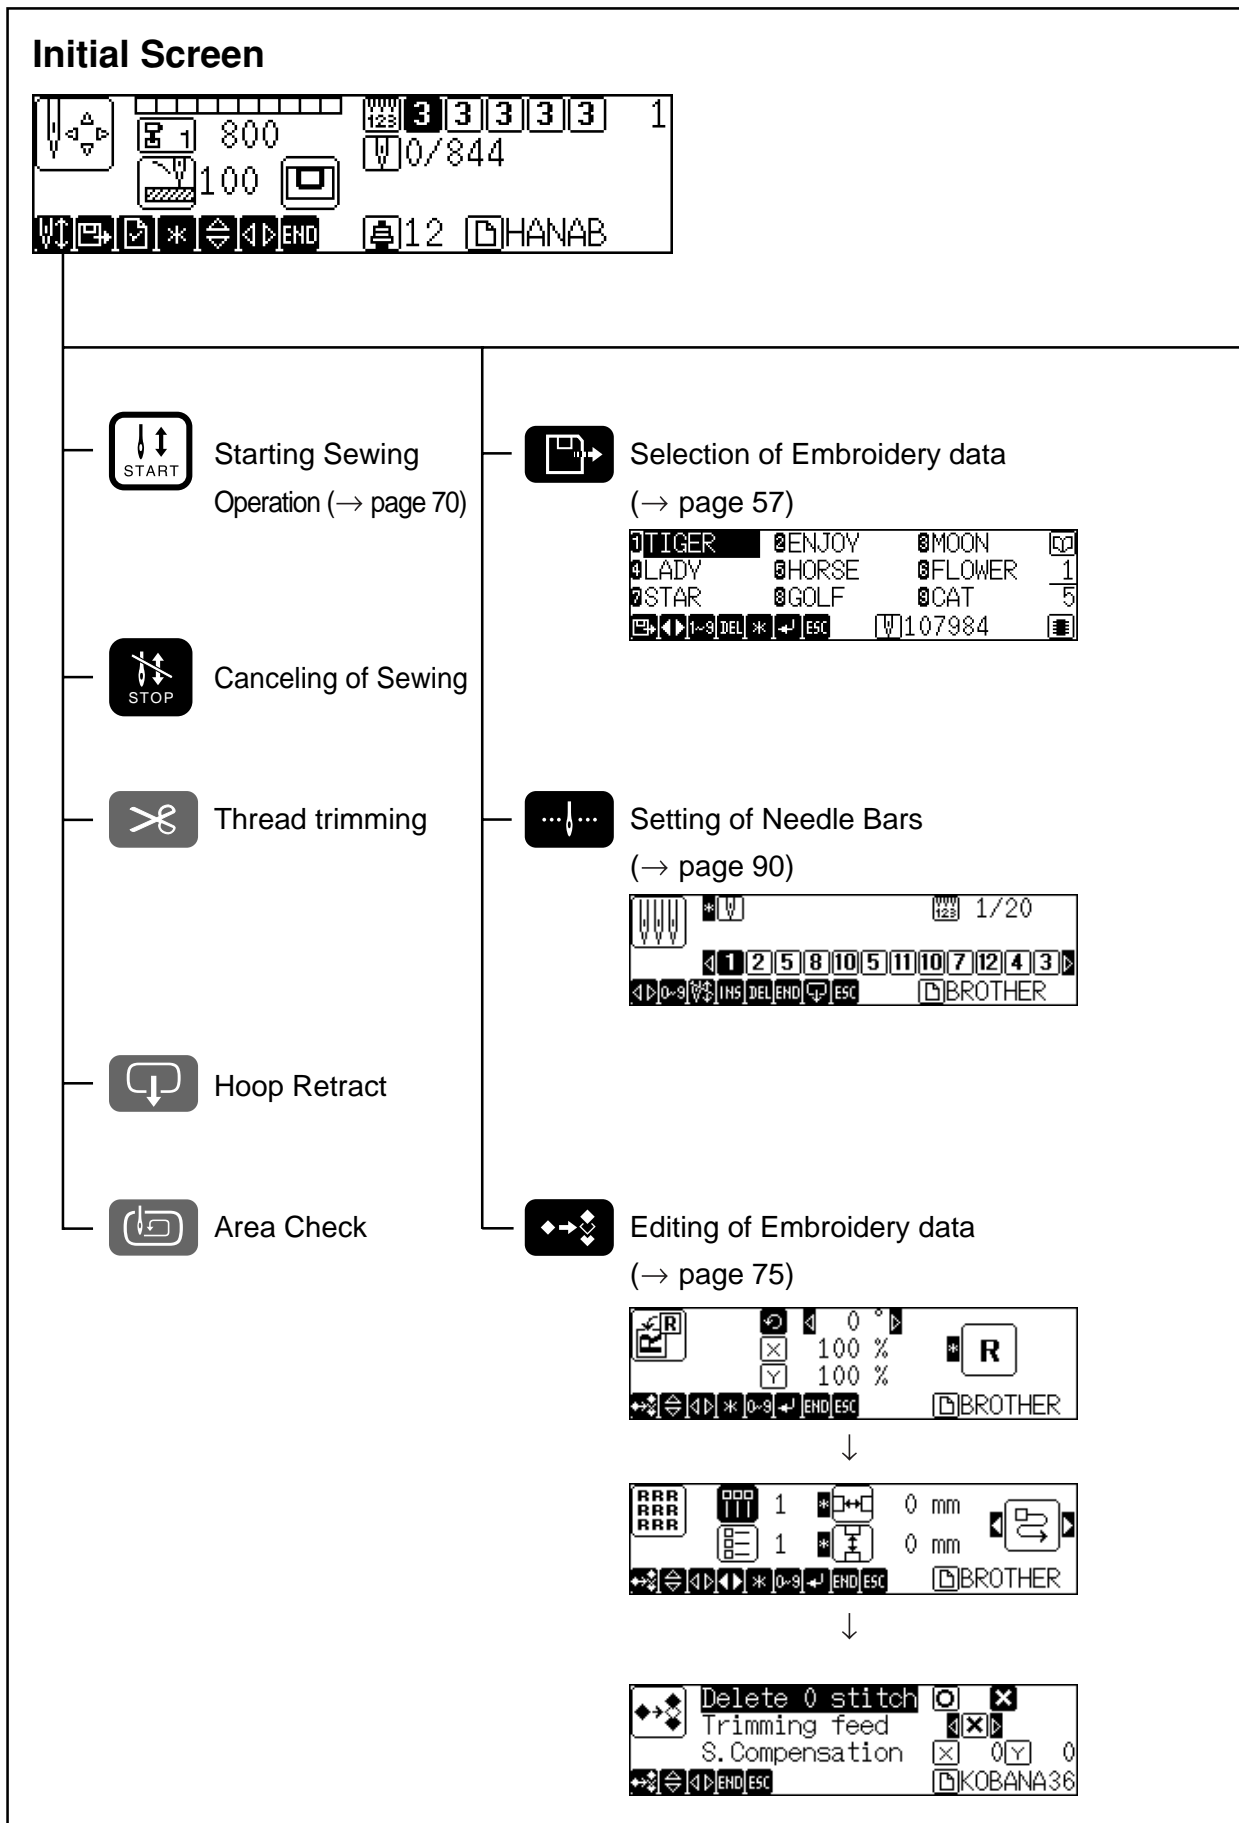 Initial Screen
123 3 3 3 3 3 1
1 800
0/844
100
END 12 HANAB
START
Starting Sewing
Operation (→ page 70)
STOP
Canceling of Sewing
Thread trimming
Hoop Retract
Area Check
Selection of Embroidery data
(→ page 57)
1TIGER 2ENJOY 3MOON
4LADY 5HORSE 6FLOWER 1
7STAR 8GOLF 9CAT 5
1~9 DEL * ESC 107984
Setting of Needle Bars
(→ page 90)
* 123 1/20
1 2 5 8 10 5 11 10 7 12 4 3
0~9 INS DEL END ESC BROTHER
Editing of Embroidery data
(→ page 75)
R R 0 °
X 100 % * R
Y 100 %
* 0~9 END ESC BROTHER
↓
RRR
RRR
RRR
1 * 0 mm
1 * 0 mm
* 0~9 END ESC BROTHER
↓
Delete 0 stitch
Trimming feed
S.Compensation X 0 Y 0
END ESC KOBANA36